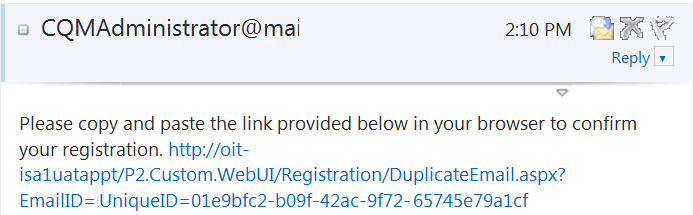 CQMAdministrator@mai 2:10 PM
Reply
Please copy and paste the link provided below in your browser to confirm
your registration. http://oit-
isa1uatappt/P2.Custom.WebUI/Registration/DuplicateEmail.aspx?
EmailID=UniqueID=01e9bfc2-b09f-42ac-9f72-65745e79a1cf